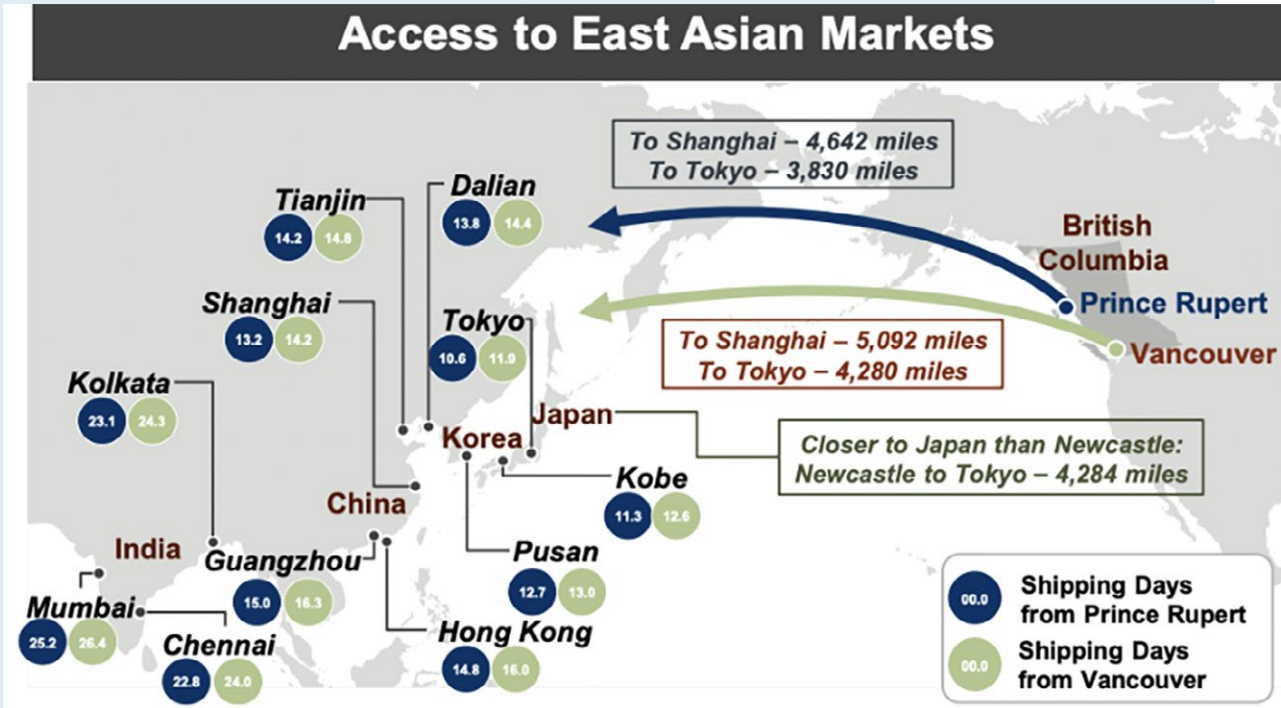 Access to East Asian Markets
To Shanghai – 4,642 miles
To Tokyo – 3,830 miles
Tianjin
14.2 14.8
Dalian
13.8 14.4
British
Columbia
Prince Rupert
Shanghai
13.2 14.2
Tokyo
10.6 11.9
To Shanghai – 5,092 miles
To Tokyo – 4,280 miles
Vancouver
Kolkata
23.1 24.3
Japan
Korea
Closer to Japan than Newcastle:
Newcastle to Tokyo – 4,284 miles
Kobe
11.3 12.6
China
India
Guangzhou
15.0 16.3
Pusan
12.7 13.0
Mumbai
25.2 26.4
Chennai
22.8 24.0
Hong Kong
14.8 16.0
00.0 Shipping Days
from Prince Rupert
00.0 Shipping Days
from Vancouver